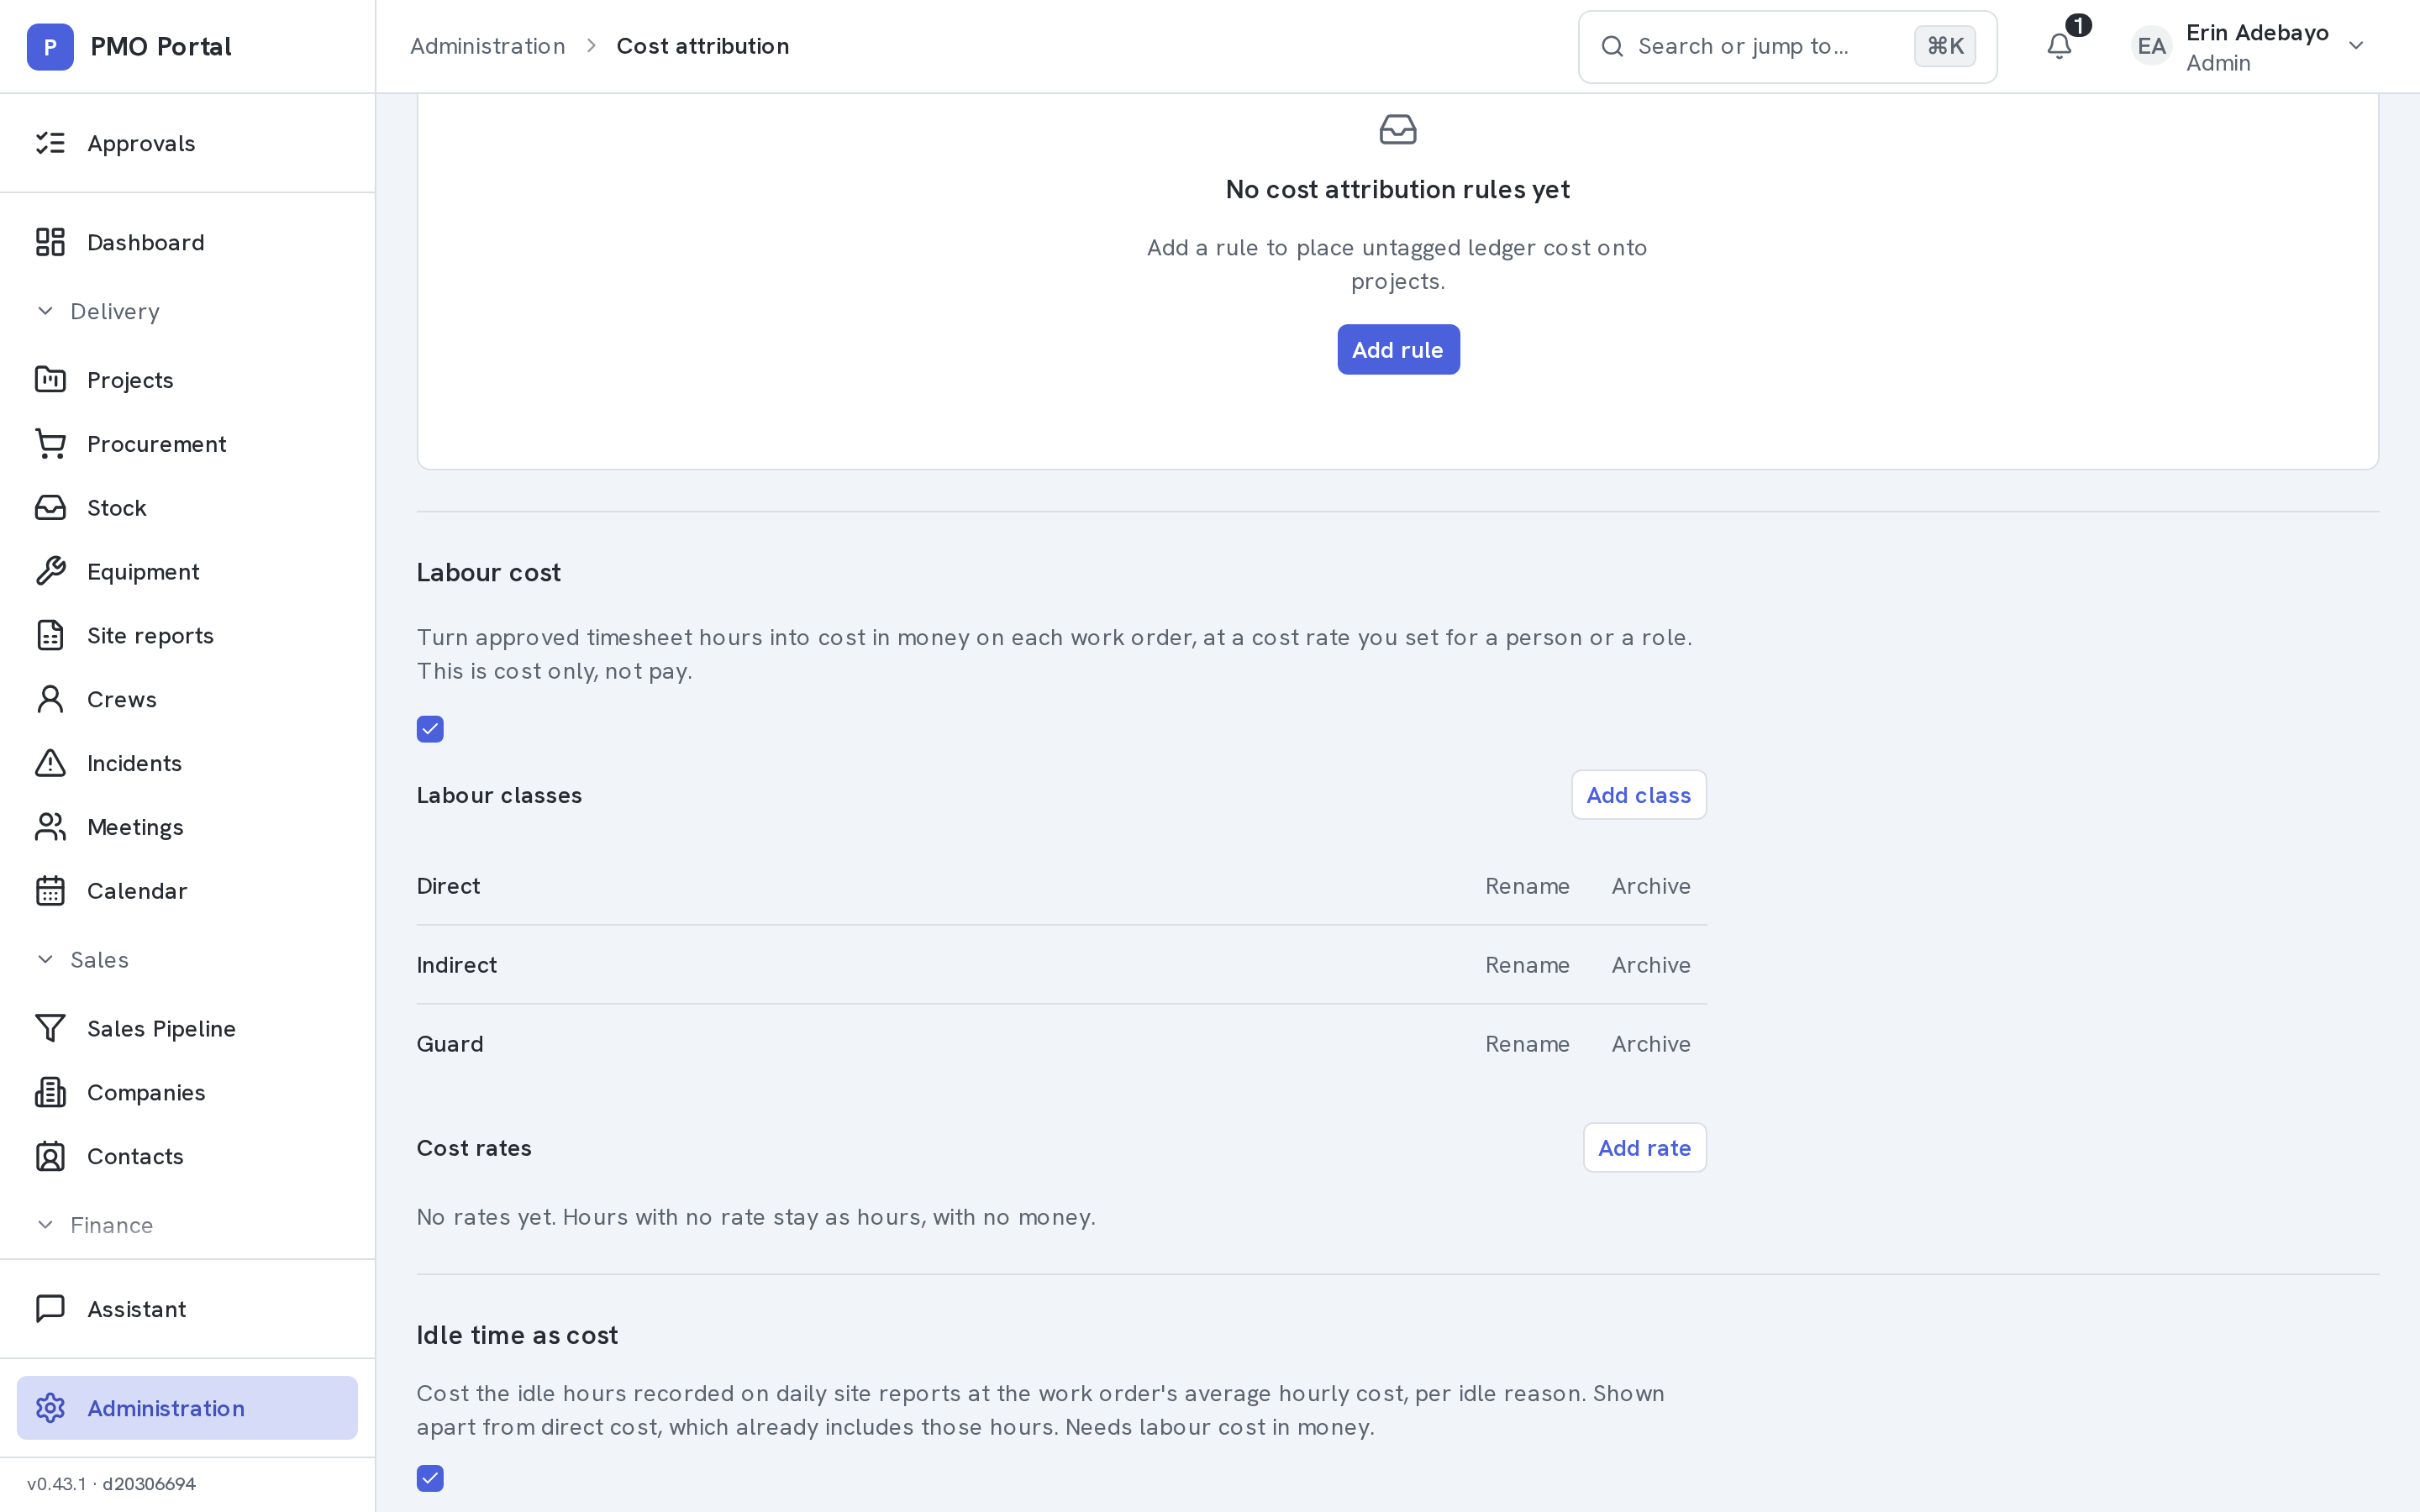 P PMO Portal
Administration > Cost attribution
Search or jump to... ⌘K
1
EA
Erin Adebayo
Admin
Approvals
Dashboard
Delivery
Projects
Procurement
Stock
Equipment
Site reports
Crews
Incidents
Meetings
Calendar
Sales
Sales Pipeline
Companies
Contacts
Finance
Assistant
Administration
v0.43.1 · d20306694
No cost attribution rules yet
Add a rule to place untagged ledger cost onto
projects.
Add rule
Labour cost
Turn approved timesheet hours into cost in money on each work order, at a cost rate you set for a person or a role.
This is cost only, not pay.
Labour classes Add class
Direct Rename Archive
Indirect Rename Archive
Guard Rename Archive
Cost rates Add rate
No rates yet. Hours with no rate stay as hours, with no money.
Idle time as cost
Cost the idle hours recorded on daily site reports at the work order's average hourly cost, per idle reason. Shown
apart from direct cost, which already includes those hours. Needs labour cost in money.